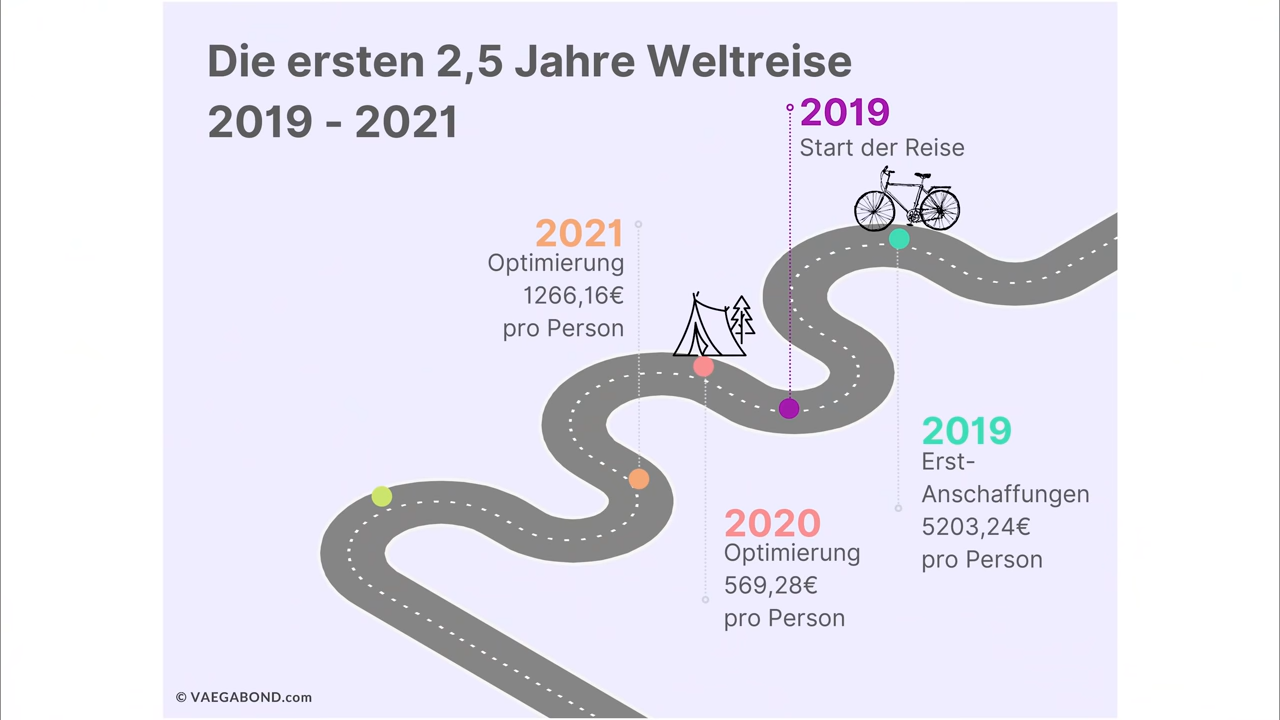 Die ersten 2,5 Jahre Weltreise
2019 - 2021
2019
Start der Reise
2021
Optimierung
1266,16€
pro Person
2019
Erst-
Anschaffungen
5203,24€
pro Person
2020
Optimierung
569,28€
pro Person
© VAEGABOND.com